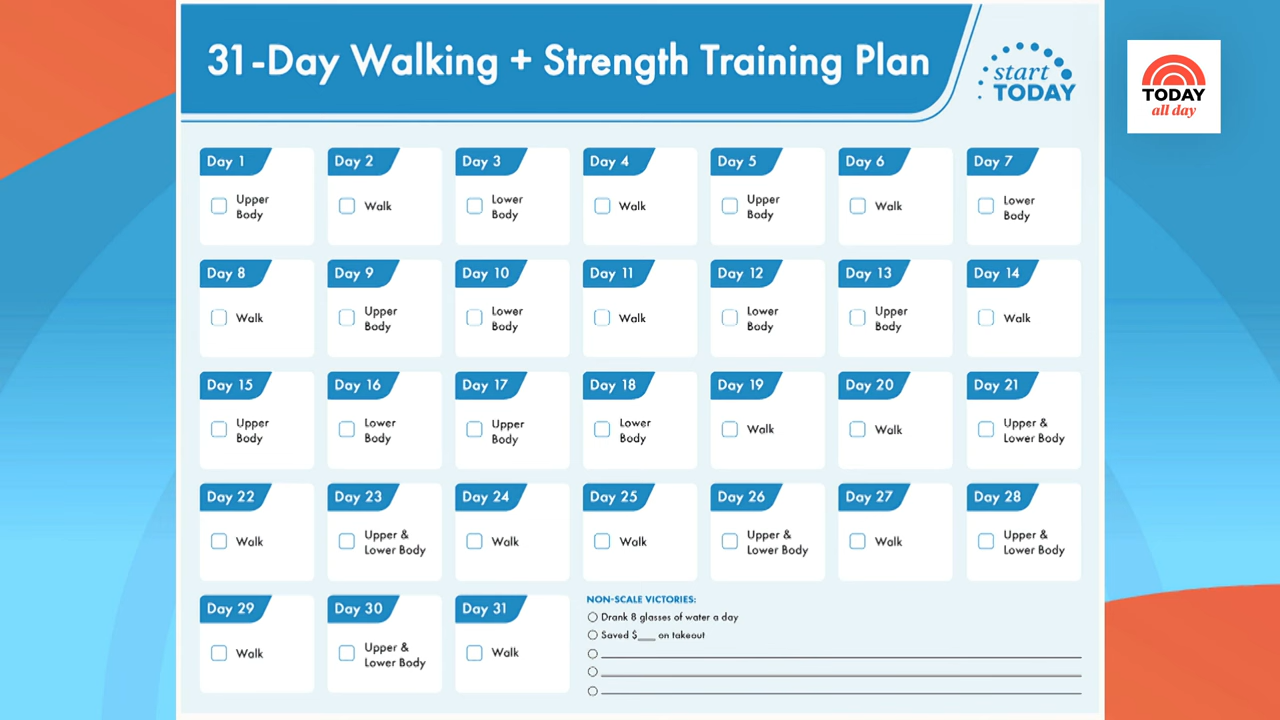 31-Day Walking + Strength Training Plan
start
TODAY
TODAY
all day
Day 1
Upper
Body
Day 2
Walk
Day 3
Lower
Body
Day 4
Walk
Day 5
Upper
Body
Day 6
Walk
Day 7
Lower
Body
Day 8
Walk
Day 9
Upper
Body
Day 10
Lower
Body
Day 11
Walk
Day 12
Lower
Body
Day 13
Upper
Body
Day 14
Walk
Day 15
Upper
Body
Day 16
Lower
Body
Day 17
Upper
Body
Day 18
Lower
Body
Day 19
Walk
Day 20
Walk
Day 21
Upper &
Lower Body
Day 22
Walk
Day 23
Upper &
Lower Body
Day 24
Walk
Day 25
Walk
Day 26
Upper &
Lower Body
Day 27
Walk
Day 28
Upper &
Lower Body
Day 29
Walk
Day 30
Upper &
Lower Body
Day 31
Walk
NON-SCALE VICTORIES:
Drank 8 glasses of water a day
Saved $___ on takeout